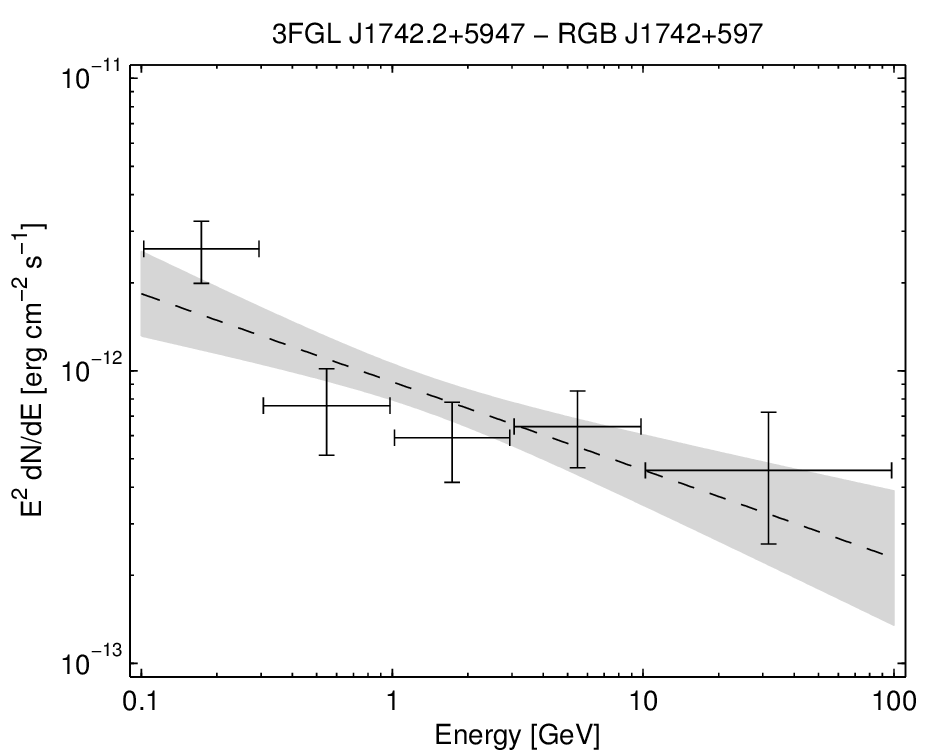 3FGL J1742.2+5947 − RGB J1742+597
10⁻¹¹
10⁻¹²
10⁻¹³
E² dN/dE [erg cm⁻² s⁻¹]
0.1 1 10 100
Energy [GeV]